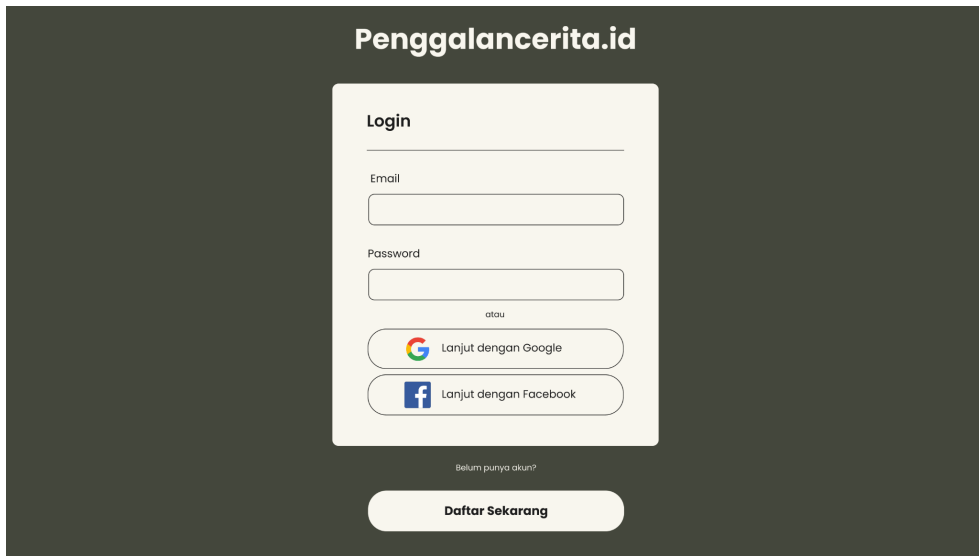 Penggalancerita.id
Login
Email
Password
atau
Lanjut dengan Google
Lanjut dengan Facebook
Belum punya akun?
Daftar Sekarang